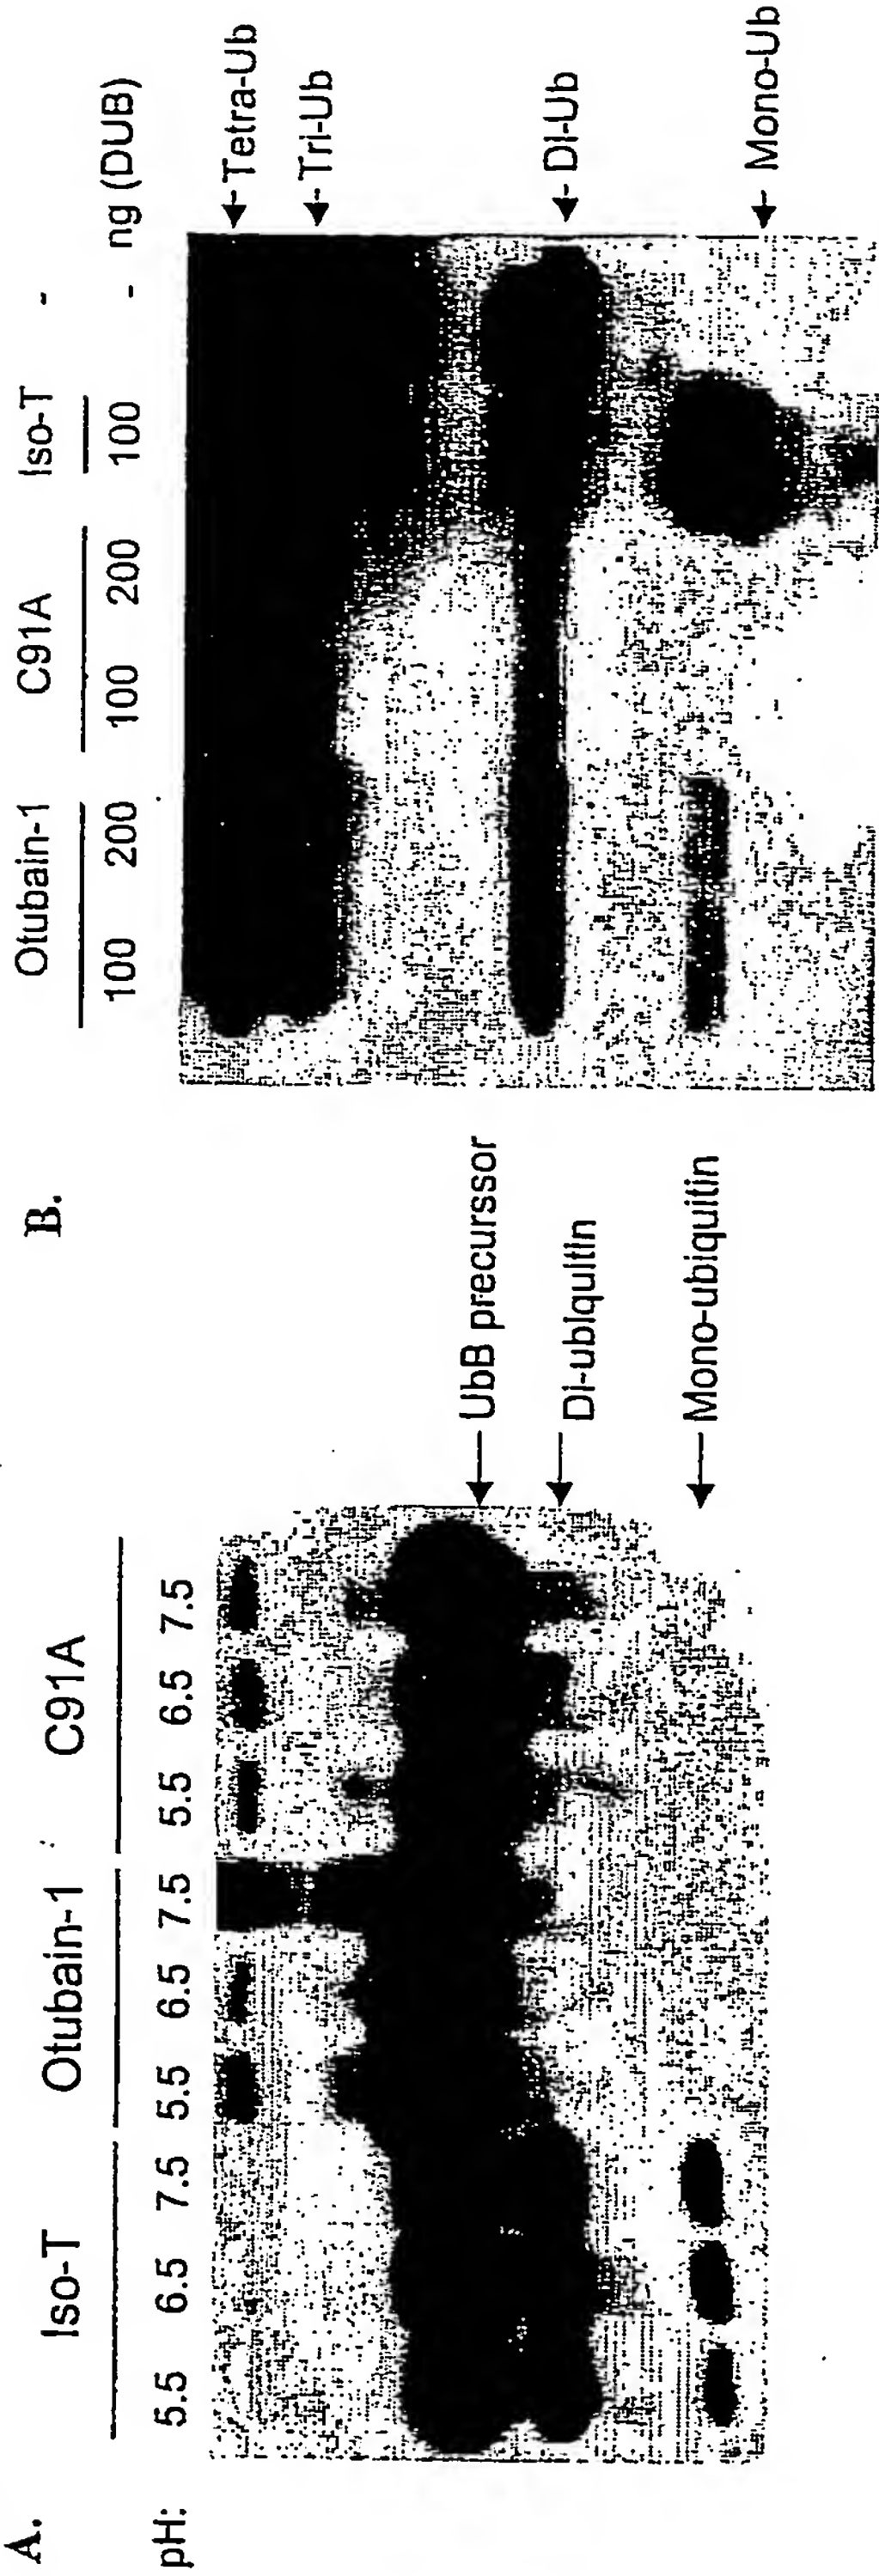 A.
Iso-T Otubain-1 C91A
pH: 5.5 6.5 7.5 5.5 6.5 7.5 5.5 6.5 7.5
UbB precurssor
Di-ubiquitin
Mono-ubiquitin
B.
Otubain-1 C91A Iso-T -
100 200 100 200 100 - ng (DUB)
Tetra-Ub
Tri-Ub
Di-Ub
Mono-Ub